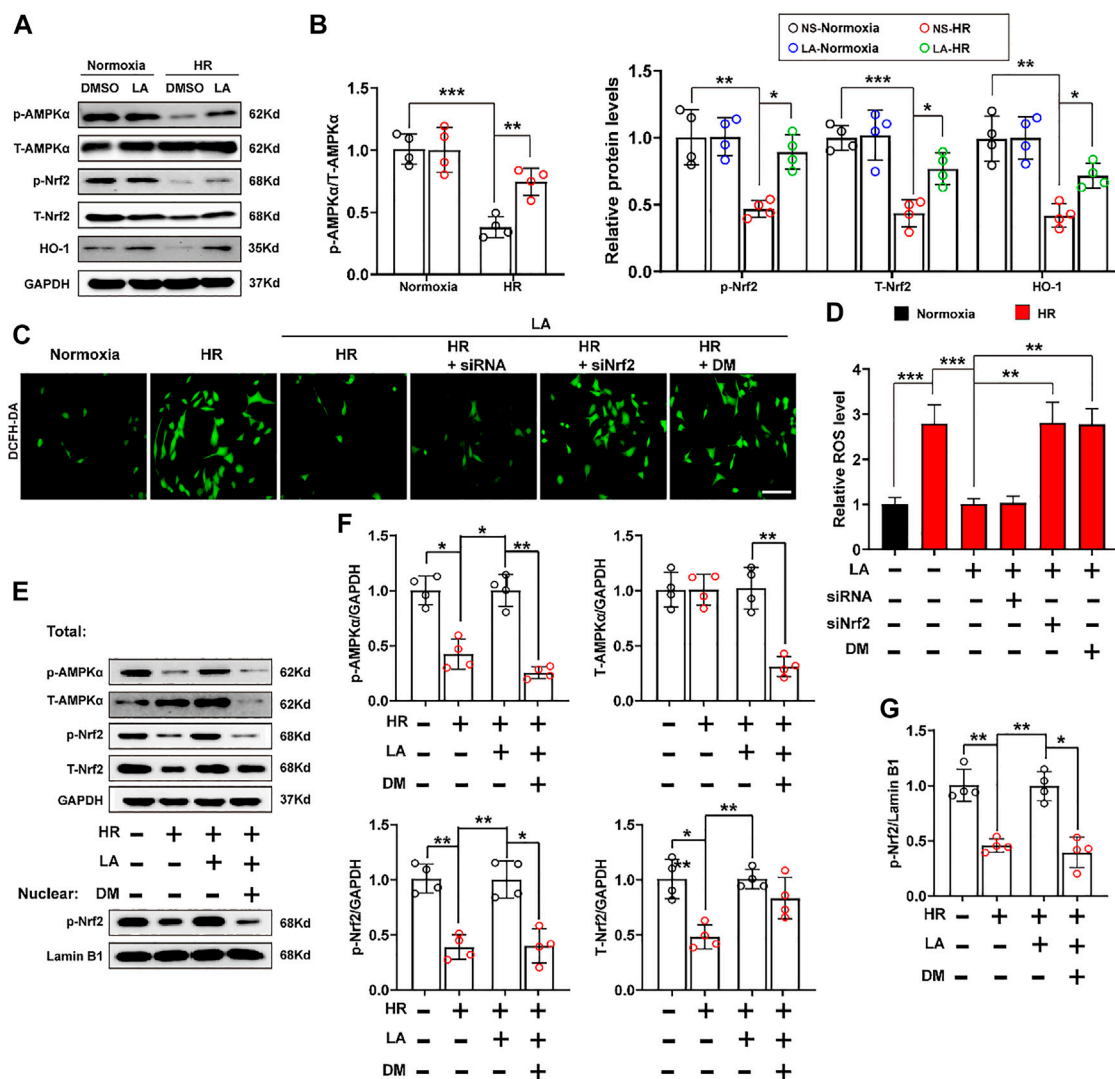 A
Normoxia HR
DMSO LA DMSO LA
p-AMPKα 62Kd
T-AMPKα 62Kd
p-Nrf2 68Kd
T-Nrf2 68Kd
HO-1 35Kd
GAPDH 37Kd
B
p-AMPKα/T-AMPKα
1.5
1.0
0.5
0.0
*** **
Normoxia HR
NS-Normoxia NS-HR
LA-Normoxia LA-HR
Relative protein levels
1.5
1.0
0.5
0.0
** * *** * ** *
p-Nrf2 T-Nrf2 HO-1
C
LA
Normoxia HR HR HR + siRNA HR + siNrf2 HR + DM
DCFH-DA
D
Normoxia HR
Relative ROS level
4
3
2
1
0
*** *** ** **
LA - - + + + +
siRNA - - - + - -
siNrf2 - - - - + -
DM - - - - - +
E
Total:
p-AMPKα 62Kd
T-AMPKα 62Kd
p-Nrf2 68Kd
T-Nrf2 68Kd
GAPDH 37Kd
HR - + + +
LA - - + +
Nuclear: DM - - - +
p-Nrf2 68Kd
Lamin B1 68Kd
F
p-AMPKα/GAPDH
1.5
1.0
0.5
0.0
* * **
HR - + + +
LA - - + +
DM - - - +
T-AMPKα/GAPDH
1.5
1.0
0.5
0.0
**
- + + +
- - + +
- - - +
p-Nrf2/GAPDH
1.5
1.0
0.5
0.0
** ** *
HR - + + +
LA - - + +
DM - - - +
T-Nrf2/GAPDH
1.5
1.0
0.5
0.0
* ** **
- + + +
- - + +
- - - +
G
p-Nrf2/Lamin B1
1.5
1.0
0.5
0.0
** ** *
HR - + + +
LA - - + +
DM - - - +